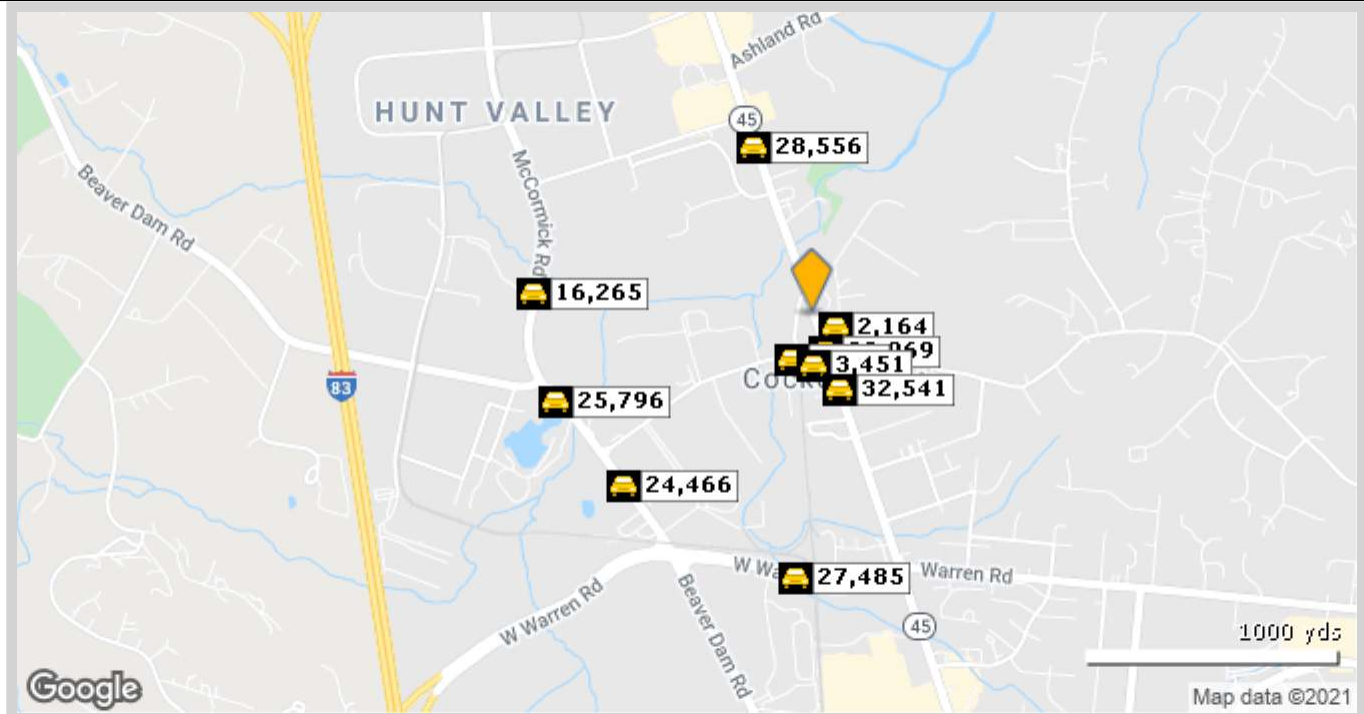 Ashland Rd
HUNT VALLEY
45
28,556
McCormick Rd
Beaver Dam Rd
16,265
2,164
3,451
83
32,541
25,796
24,466
W
27,485
Warren Rd
W Warren Rd
Beaver Dam Rd
45
1000 yds
Google
Map data ©2021